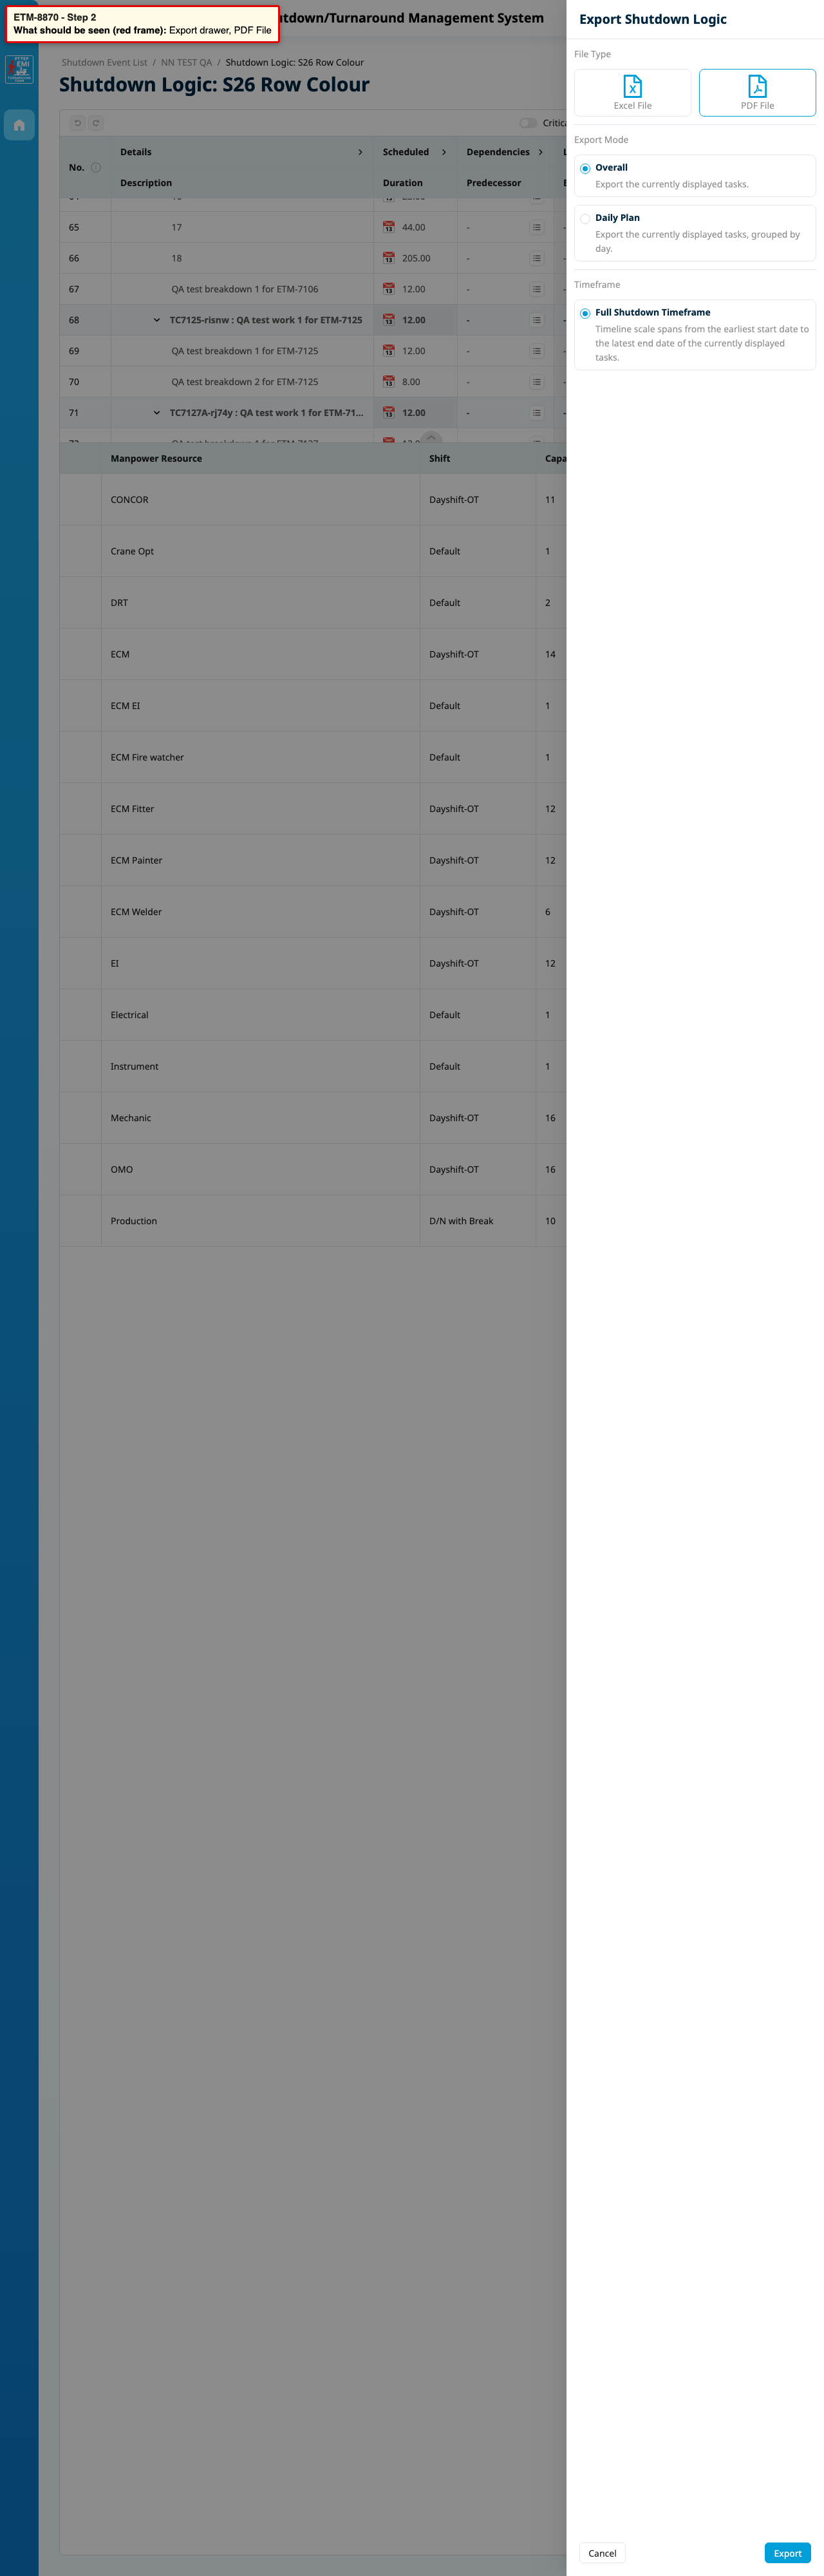 ETM-8870 - Step 2
What should be seen (red frame): Export drawer, PDF File
tdown/Turnaround Management System
Shutdown Event List / NN TEST QA / Shutdown Logic: S26 Row Colour
Shutdown Logic: S26 Row Colour
Critica
No. Details Scheduled Dependencies
Description Duration Predecessor
65 17 44.00 -
66 18 205.00 -
67 QA test breakdown 1 for ETM-7106 12.00 -
68 TC7125-risnw : QA test work 1 for ETM-7125 12.00 -
69 QA test breakdown 1 for ETM-7125 12.00 -
70 QA test breakdown 2 for ETM-7125 8.00 -
71 TC7127A-rj74y : QA test work 1 for ETM-71... 12.00 -
Manpower Resource Shift Capa
CONCOR Dayshift-OT 11
Crane Opt Default 1
DRT Default 2
ECM Dayshift-OT 14
ECM EI Default 1
ECM Fire watcher Default 1
ECM Fitter Dayshift-OT 12
ECM Painter Dayshift-OT 12
ECM Welder Dayshift-OT 6
EI Dayshift-OT 12
Electrical Default 1
Instrument Default 1
Mechanic Dayshift-OT 16
OMO Dayshift-OT 16
Production D/N with Break 10
Export Shutdown Logic
File Type
Excel File PDF File
Export Mode
Overall
Export the currently displayed tasks.
Daily Plan
Export the currently displayed tasks, grouped by
day.
Timeframe
Full Shutdown Timeframe
Timeline scale spans from the earliest start date to
the latest end date of the currently displayed
tasks.
Cancel Export